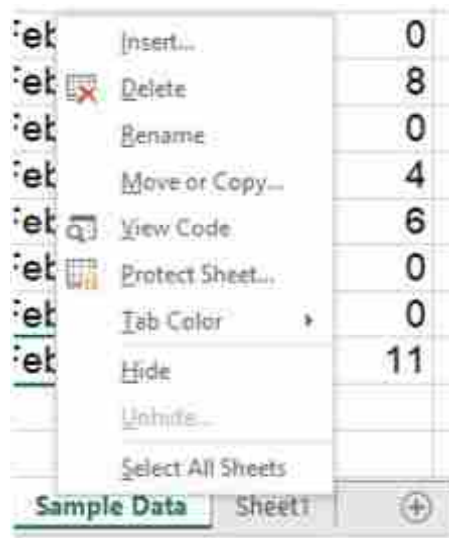 Feb 0
Insert...
Feb 8
Delete
Feb 0
Rename
Feb 4
Move or Copy...
Feb 6
View Code
Feb 0
Protect Sheet...
Feb 0
Tab Color
Feb 11
Hide
Unhide...
Select All Sheets
Sample Data Sheet1